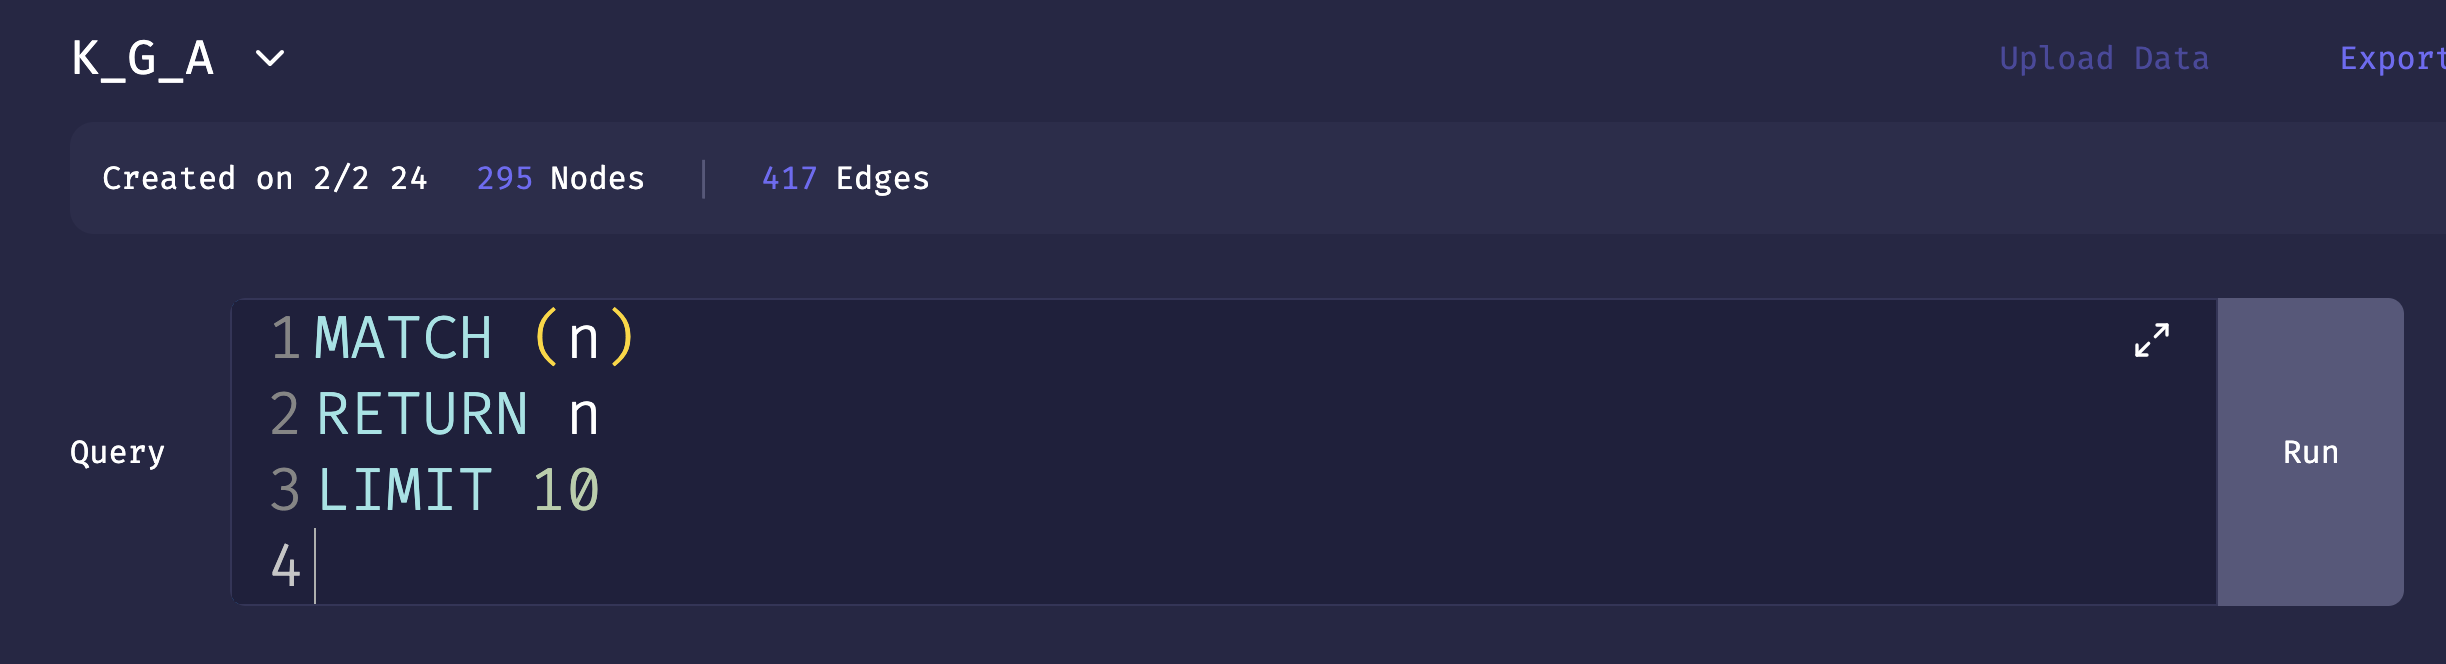 K_G_A
Upload Data
Export
Created on 2/2 24 295 Nodes | 417 Edges
Query
1 MATCH (n)
2 RETURN n
3 LIMIT 10
4
Run